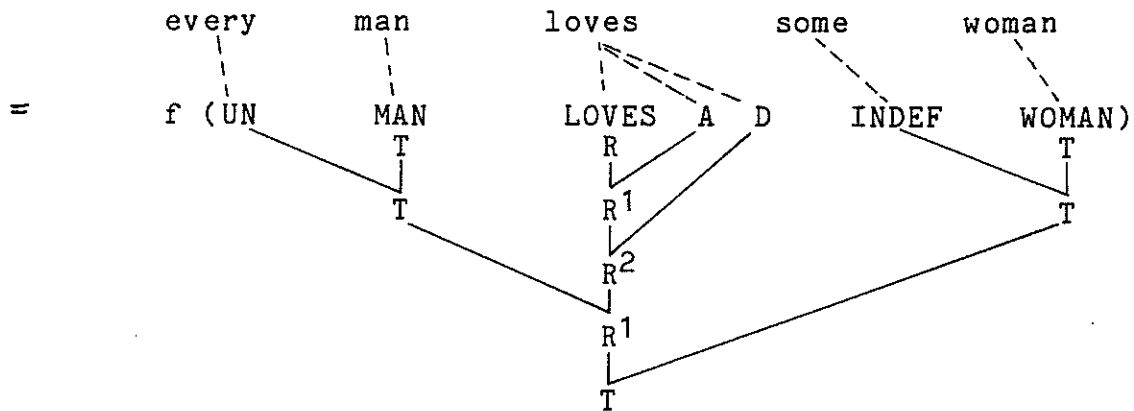 every man loves some woman
= f (UN MAN LOVES A D INDEF WOMAN)
T R T
T R1 T
R2
R1
T